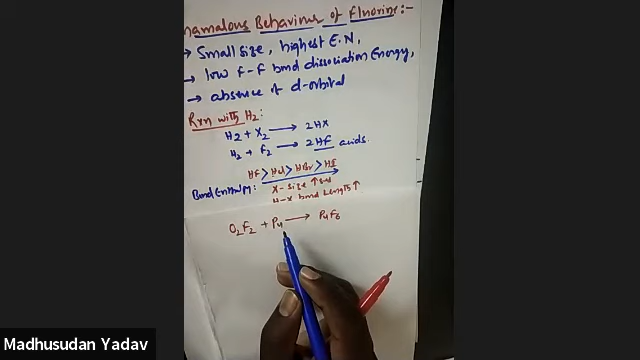 namalous Behaviour of Fluorine:-
→ Small size, highest E.N,
→ low F-F bond dissociation Energy,
→ absence of d-orbital
Rxn with H2:
H2 + X2 → 2HX
H2 + F2 → 2HF acids.
HF > HCl > HBr > HI
Bond Enthalpy:
X- size ↑
H-X bond Length ↑
O2F2 + Pu → PuF6
Madhusudan Yadav